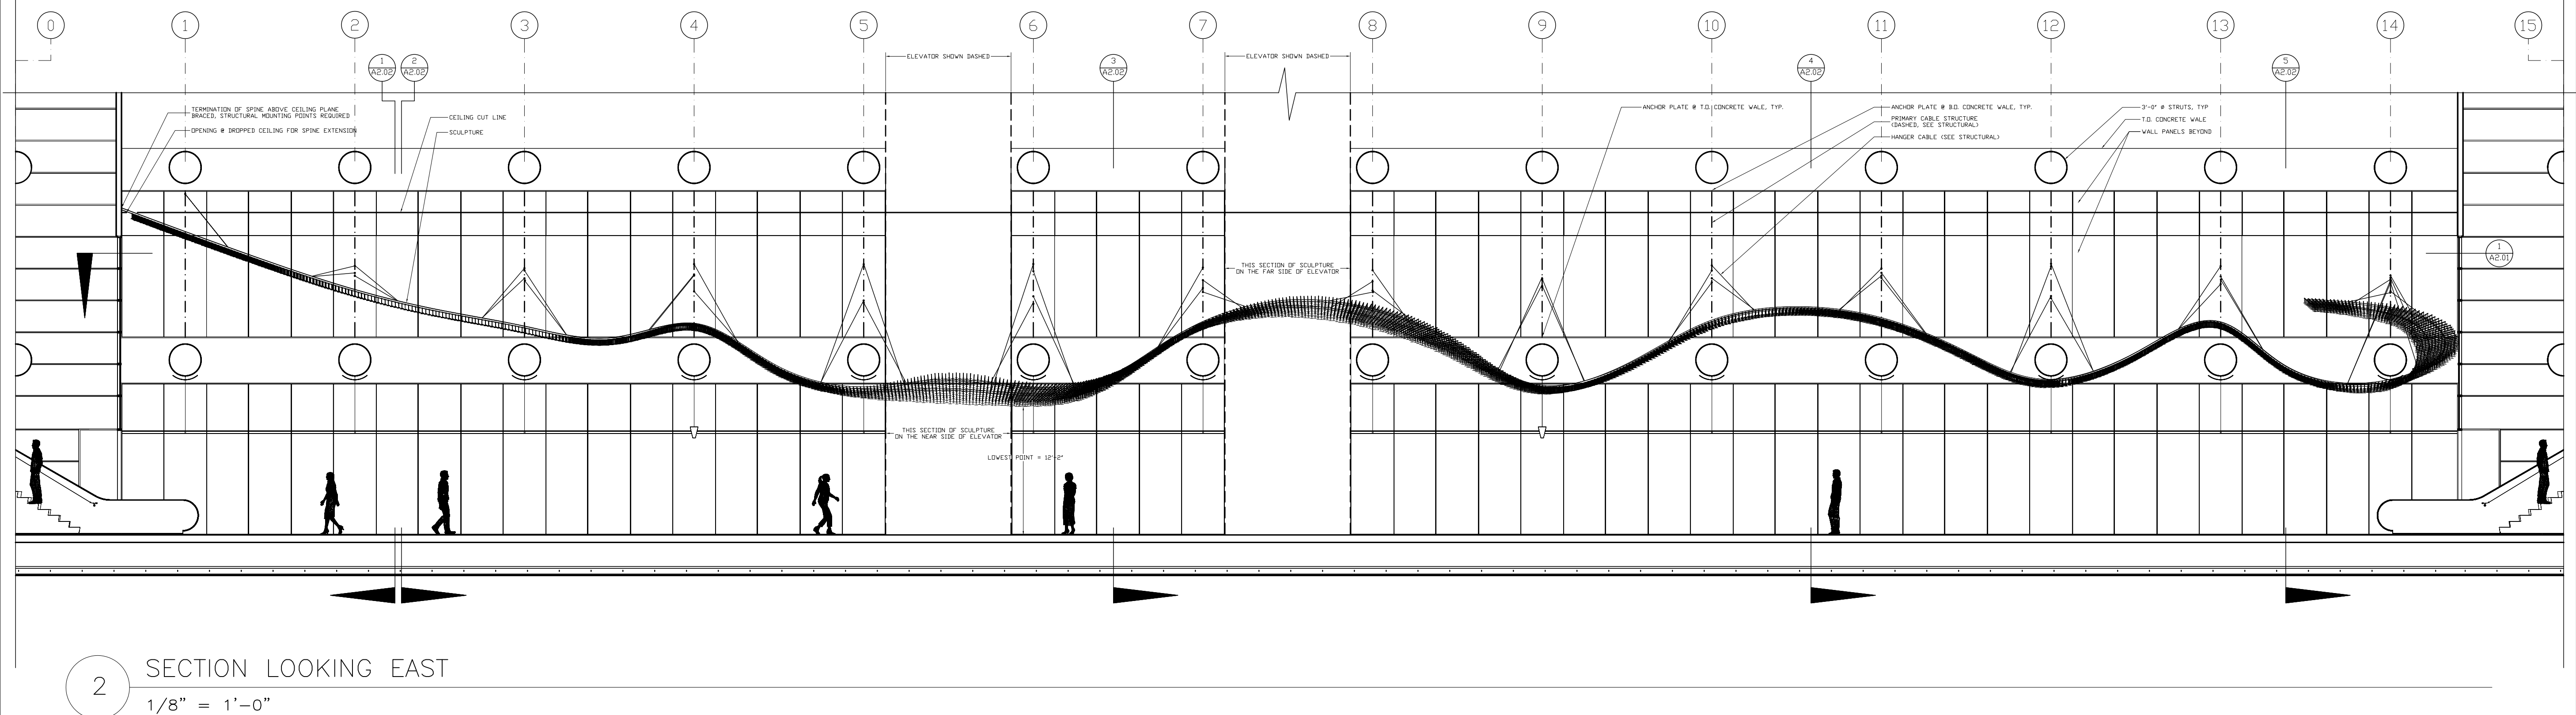 0 1 2 3 4 5 6 7 8 9 10 11 12 13 14 15
1
A2.02
2
A2.02
ELEVATOR SHOWN DASHED
3
A2.02
ELEVATOR SHOWN DASHED
4
A2.02
5
A2.02
TERMINATION OF SPINE ABOVE CEILING PLANE
BRACED, STRUCTURAL MOUNTING POINTS REQUIRED
OPENING @ DROPPED CEILING FOR SPINE EXTENSION
CEILING CUT LINE
SCULPTURE
ANCHOR PLATE @ T.O. CONCRETE WALE, TYP.
ANCHOR PLATE @ B.O. CONCRETE WALE, TYP.
PRIMARY CABLE STRUCTURE
(DASHED, SEE STRUCTURAL)
HANGER CABLE (SEE STRUCTURAL)
3'-0" Ø STRUTS, TYP
T.O. CONCRETE WALE
WALL PANELS BEYOND
1
A2.01
THIS SECTION OF SCULPTURE
ON THE FAR SIDE OF ELEVATOR
THIS SECTION OF SCULPTURE
ON THE NEAR SIDE OF ELEVATOR
LOWEST POINT = 12'-2"
2
SECTION LOOKING EAST
1/8" = 1'-0"